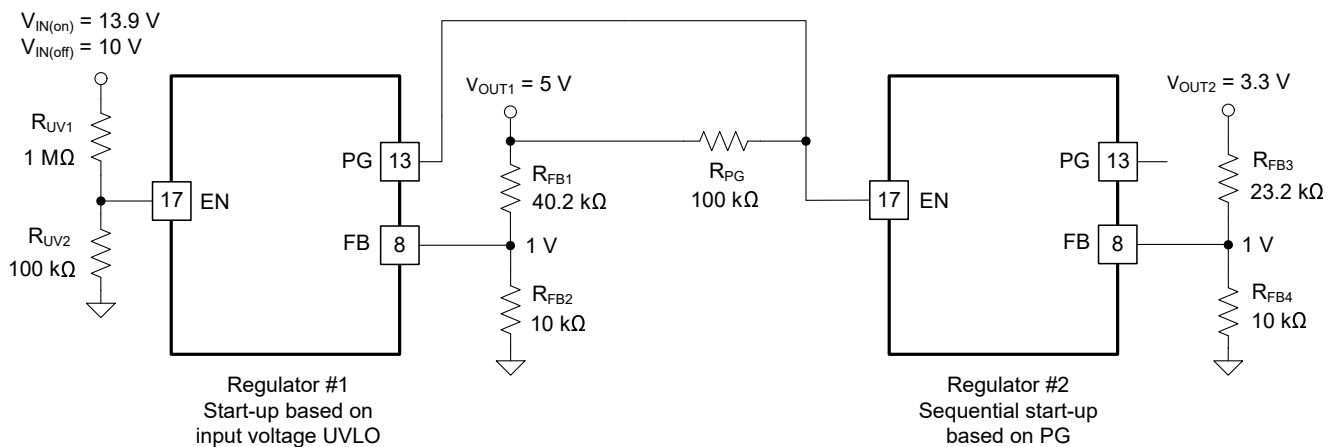 V_IN(on) = 13.9 V
V_IN(off) = 10 V
R_UV1
1 MΩ
R_UV2
100 kΩ
17
EN
PG
13
FB
8
V_OUT1 = 5 V
R_FB1
40.2 kΩ
1 V
R_FB2
10 kΩ
R_PG
100 kΩ
17
EN
PG
13
FB
8
V_OUT2 = 3.3 V
R_FB3
23.2 kΩ
1 V
R_FB4
10 kΩ
Regulator #1
Start-up based on
input voltage UVLO
Regulator #2
Sequential start-up
based on PG